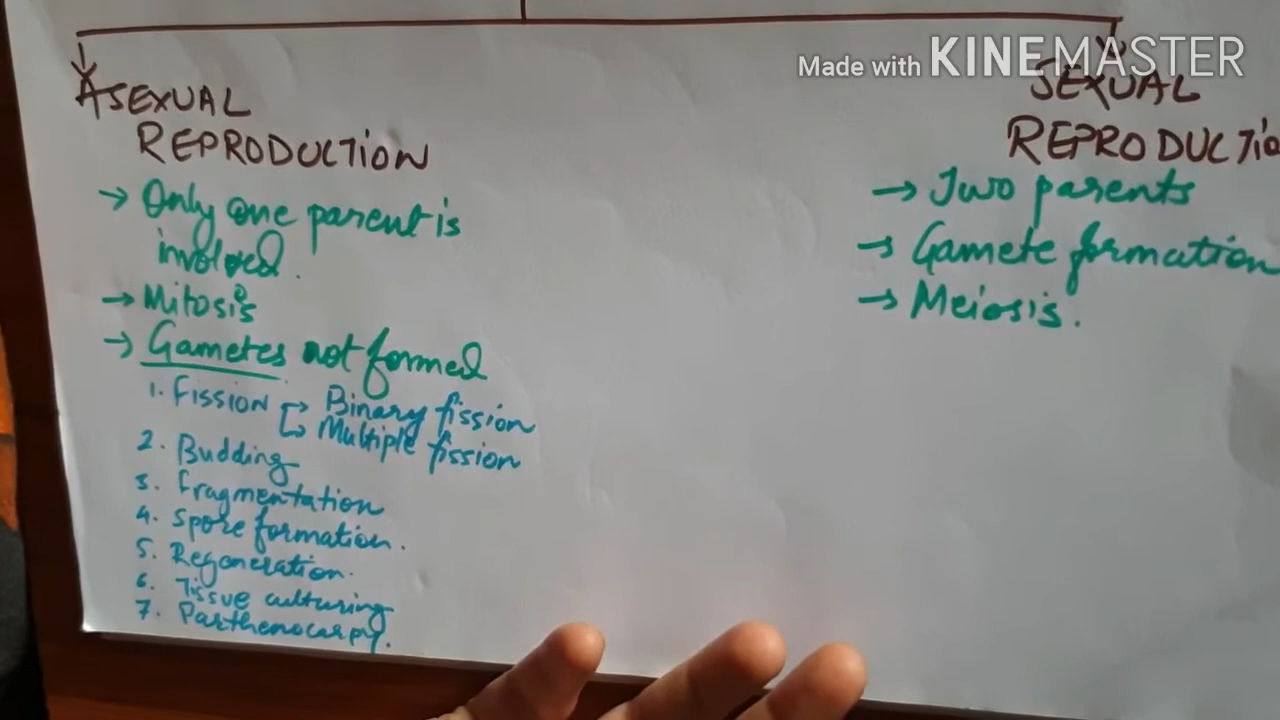 Made with KINEMASTER
ASEXUAL
REPRODUCTION
→ Only one parent is
involved.
→ Mitosis
→ Gametes not formed
1. FISSION → Binary fission
→ Multiple fission
2. Budding
3. Fragmentation
4. Spore formation.
5. Regeneration.
6. Tissue culturing
7. Parthenocarpy.
SEXUAL
REPRODUCTIO
→ Two parents
→ Gamete formation
→ Meiosis.